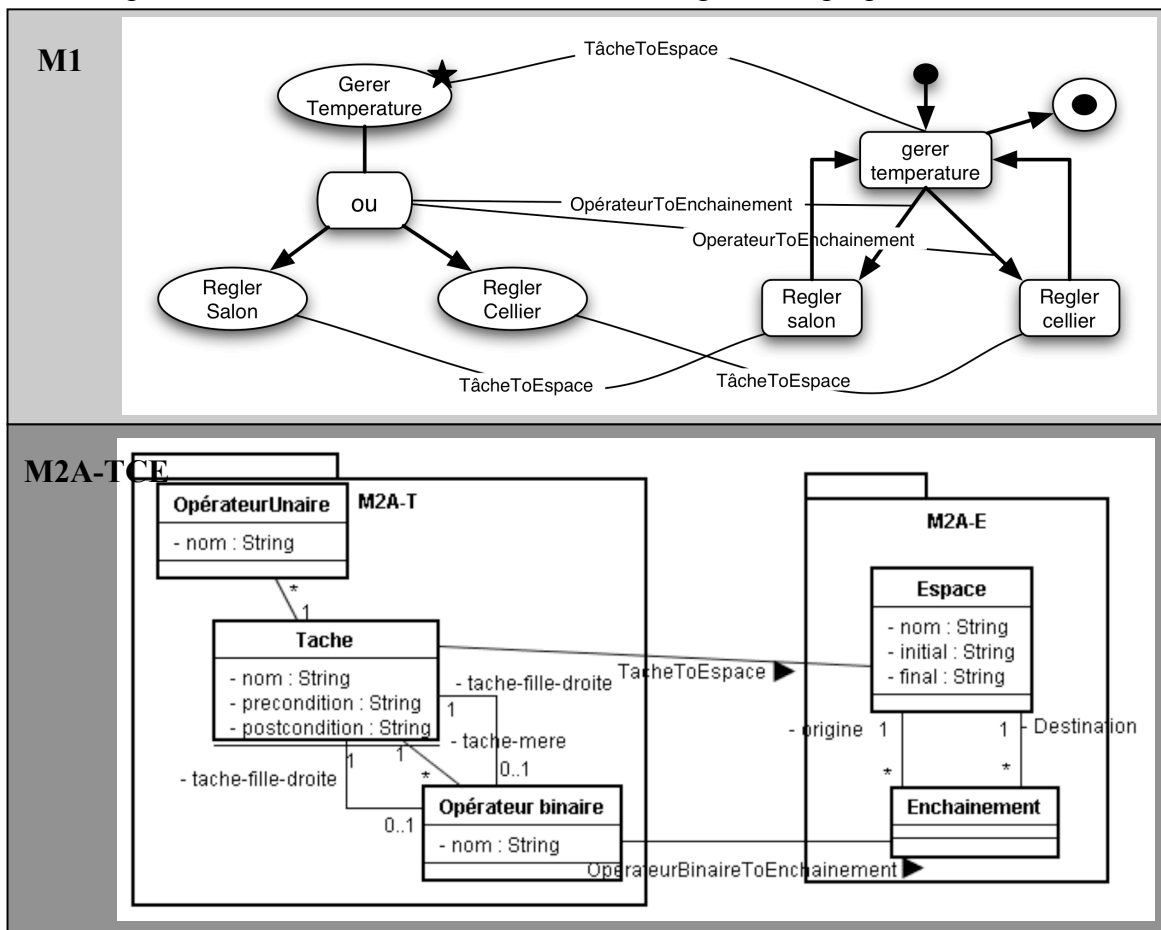 M1
TâcheToEspace
Gerer
Temperature
gerer
temperature
ou
OpérateurToEnchainement
OperateurToEnchainement
Regler
Salon
Regler
Cellier
Regler
salon
Regler
cellier
TâcheToEspace
TâcheToEspace
M2A-TCE
OpérateurUnaire
- nom : String
M2A-T
M2A-E
*
1
Espace
- nom : String
- initial : String
- final : String
Tache
- nom : String
- precondition : String
- postcondition : String
TacheToEspace
- tache-fille-droite
1
- tache-mere
- origine
1
1
- Destination
1
1
- tache-fille-droite
*
0..1
*
*
0..1
Opérateur binaire
- nom : String
Enchainement
OpérateurBinaireToEnchainement